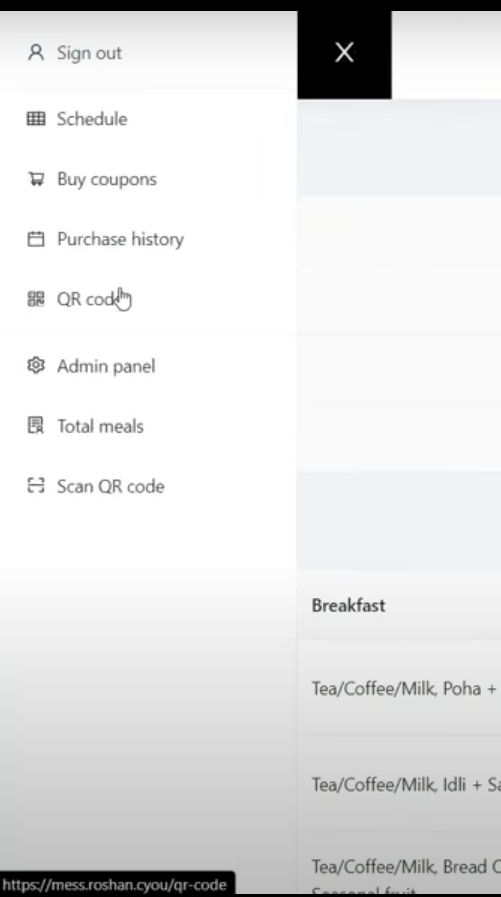 Sign out
X
Schedule
Buy coupons
Purchase history
QR code
Admin panel
Total meals
Scan QR code
Breakfast
Tea/Coffee/Milk, Poha +
Tea/Coffee/Milk, Idli + Sa
Tea/Coffee/Milk, Bread C
Seasonal fruit
https://mess.roshan.cyou/qr-code